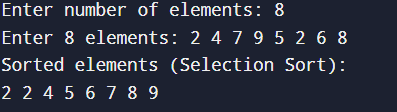 Enter number of elements: 8
Enter 8 elements: 2 4 7 9 5 2 6 8
Sorted elements (Selection Sort):
2 2 4 5 6 7 8 9